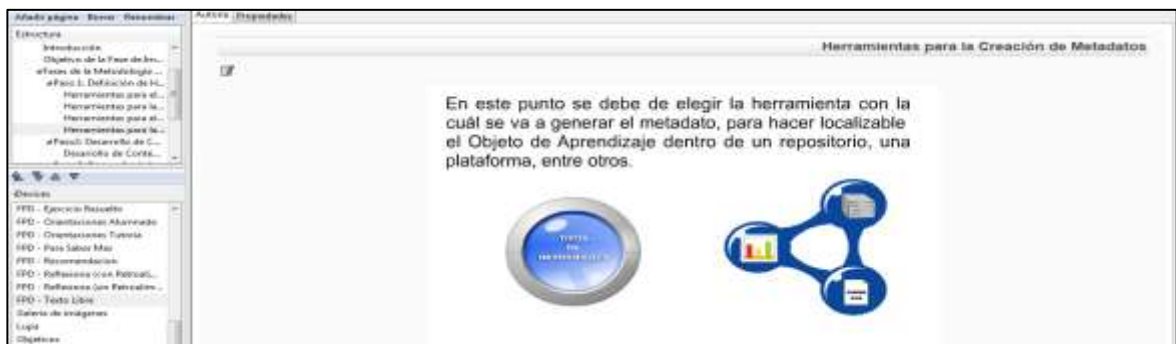 Añadir página Borrar Renombrar
Autoría Propiedades
Estructura
Introducción
Objetivo de la Fase de Im...
Fases de la Metodología ...
Paso 1: Definición de H...
Herramientas para el...
Herramientas para la...
Herramientas para el...
Herramientas para la...
Paso2: Desarrollo de C...
Desarrollo de Conte...
iDevices
FPD - Ejercicio Resuelto
FPD - Orientaciones Alumnado
FPD - Orientaciones Tutoría
FPD - Para Saber Más
FPD - Recomendación
FPD - Reflexiona (con Retroali...
FPD - Reflexiona (sin Retroalim...
FPD - Texto Libre
Galería de imágenes
Lupa
Objetivos
Herramientas para la Creación de Metadatos
En este punto se debe de elegir la herramienta con la
cuál se va a generar el metadato, para hacer localizable
el Objeto de Aprendizaje dentro de un repositorio, una
plataforma, entre otros.